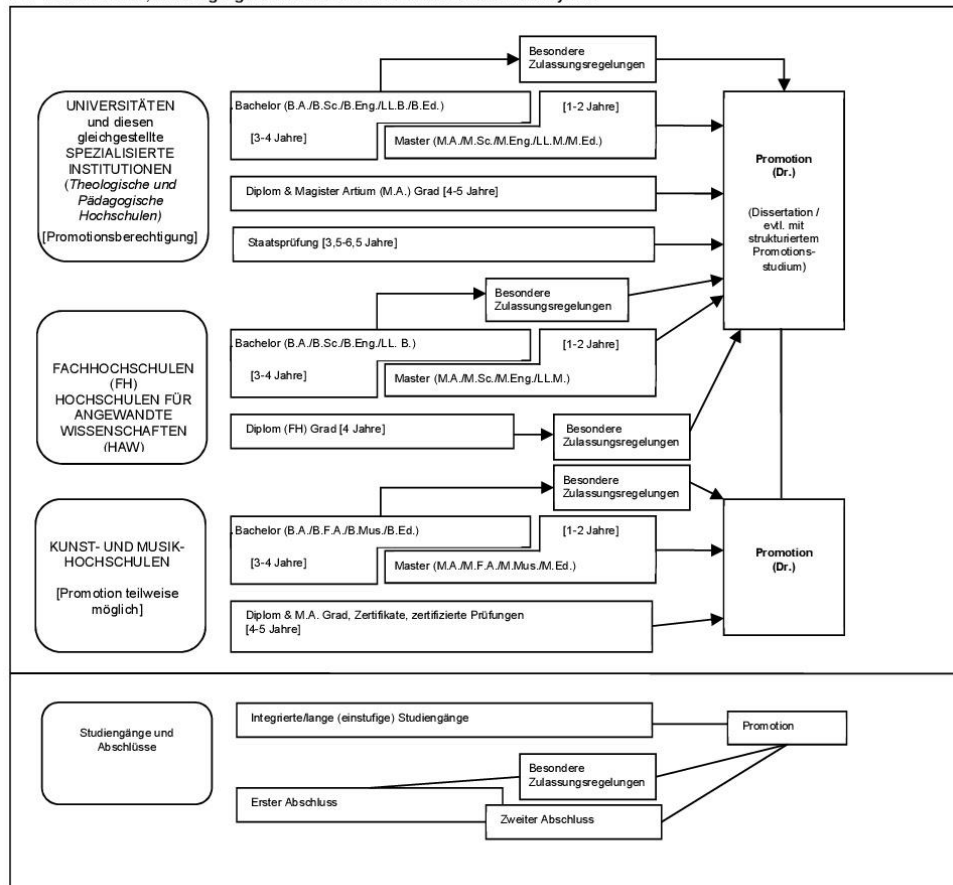 Besondere
Zulassungsregelungen
UNIVERSITÄTEN
und diesen
gleichgestellte
SPEZIALISIERTE
INSTITUTIONEN
(Theologische und
Pädagogische
Hochschulen)
[Promotionsberechtigung]
Bachelor (B.A./B.Sc./B.Eng./LL.B./B.Ed.)
[3-4 Jahre]
[1-2 Jahre]
Master (M.A./M.Sc./M.Eng./LL.M./M.Ed.)
Diplom & Magister Artium (M.A.) Grad [4-5 Jahre]
Staatsprüfung [3,5-6,5 Jahre]
Promotion
(Dr.)
(Dissertation /
evtl. mit
strukturiertem
Promotions-
studium)
Besondere
Zulassungsregelungen
FACHHOCHSCHULEN
(FH)
HOCHSCHULEN FÜR
ANGEWANDTE
WISSENSCHAFTEN
(HAW)
Bachelor (B.A./B.Sc./B.Eng./LL. B.)
[3-4 Jahre]
[1-2 Jahre]
Master (M.A./M.Sc./M.Eng./LL.M.)
Diplom (FH) Grad [4 Jahre]
Besondere
Zulassungsregelungen
Besondere
Zulassungsregelungen
KUNST- UND MUSIK-
HOCHSCHULEN
[Promotion teilweise
möglich]
Bachelor (B.A./B.F.A./B.Mus./B.Ed.)
[3-4 Jahre]
[1-2 Jahre]
Master (M.A./M.F.A./M.Mus./M.Ed.)
Diplom & M.A. Grad, Zertifikate, zertifizierte Prüfungen
[4-5 Jahre]
Promotion
(Dr.)
Studiengänge und
Abschlüsse
Integrierte/lange (einstufige) Studiengänge
Promotion
Besondere
Zulassungsregelungen
Erster Abschluss
Zweiter Abschluss